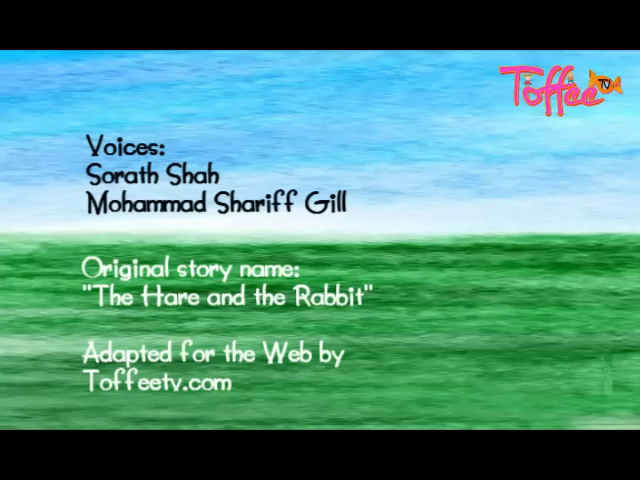 Toffee TV
Voices:
Sorath Shah
Mohammad Shariff Gill
Original story name:
"The Hare and the Rabbit"
Adapted for the Web by
Toffeetv.com